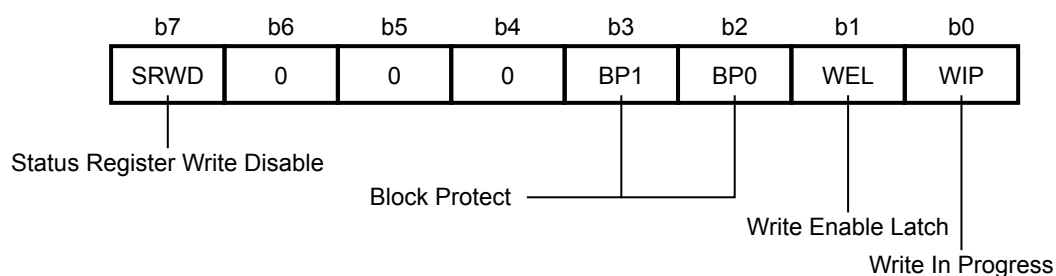 b7 b6 b5 b4 b3 b2 b1 b0
SRWD 0 0 0 BP1 BP0 WEL WIP
Status Register Write Disable
Block Protect
Write Enable Latch
Write In Progress